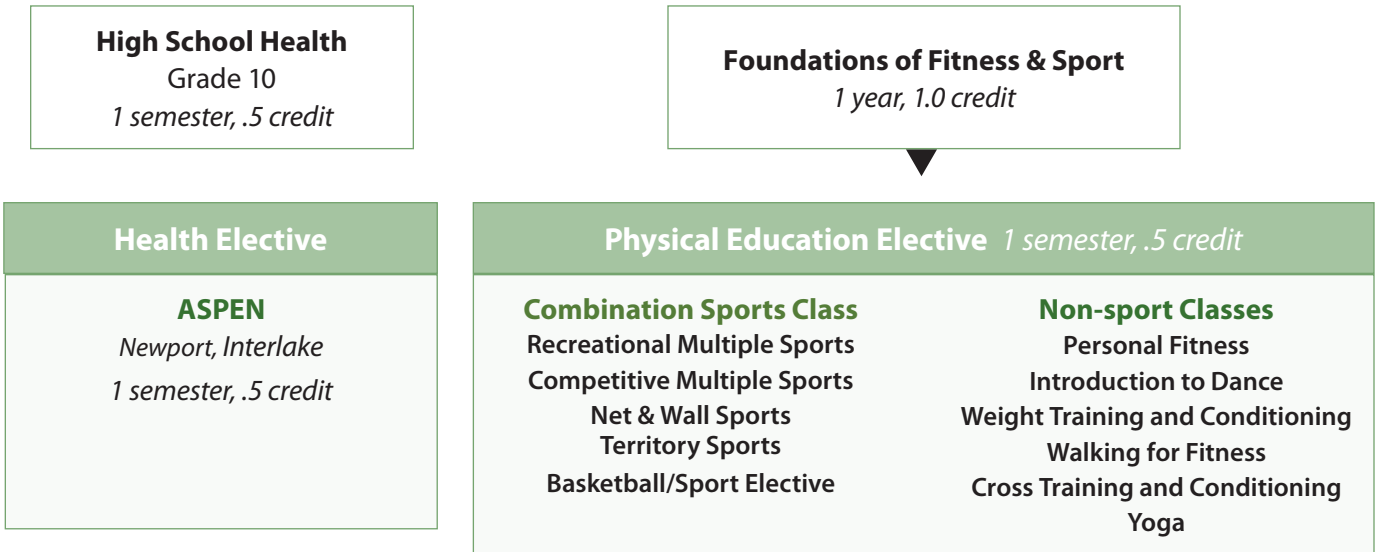 High School Health
Grade 10
1 semester, .5 credit
Foundations of Fitness & Sport
1 year, 1.0 credit
Health Elective
ASPEN
Newport, Interlake
1 semester, .5 credit
Physical Education Elective 1 semester, .5 credit
Combination Sports Class
Recreational Multiple Sports
Competitive Multiple Sports
Net & Wall Sports
Territory Sports
Basketball/Sport Elective
Non-sport Classes
Personal Fitness
Introduction to Dance
Weight Training and Conditioning
Walking for Fitness
Cross Training and Conditioning
Yoga